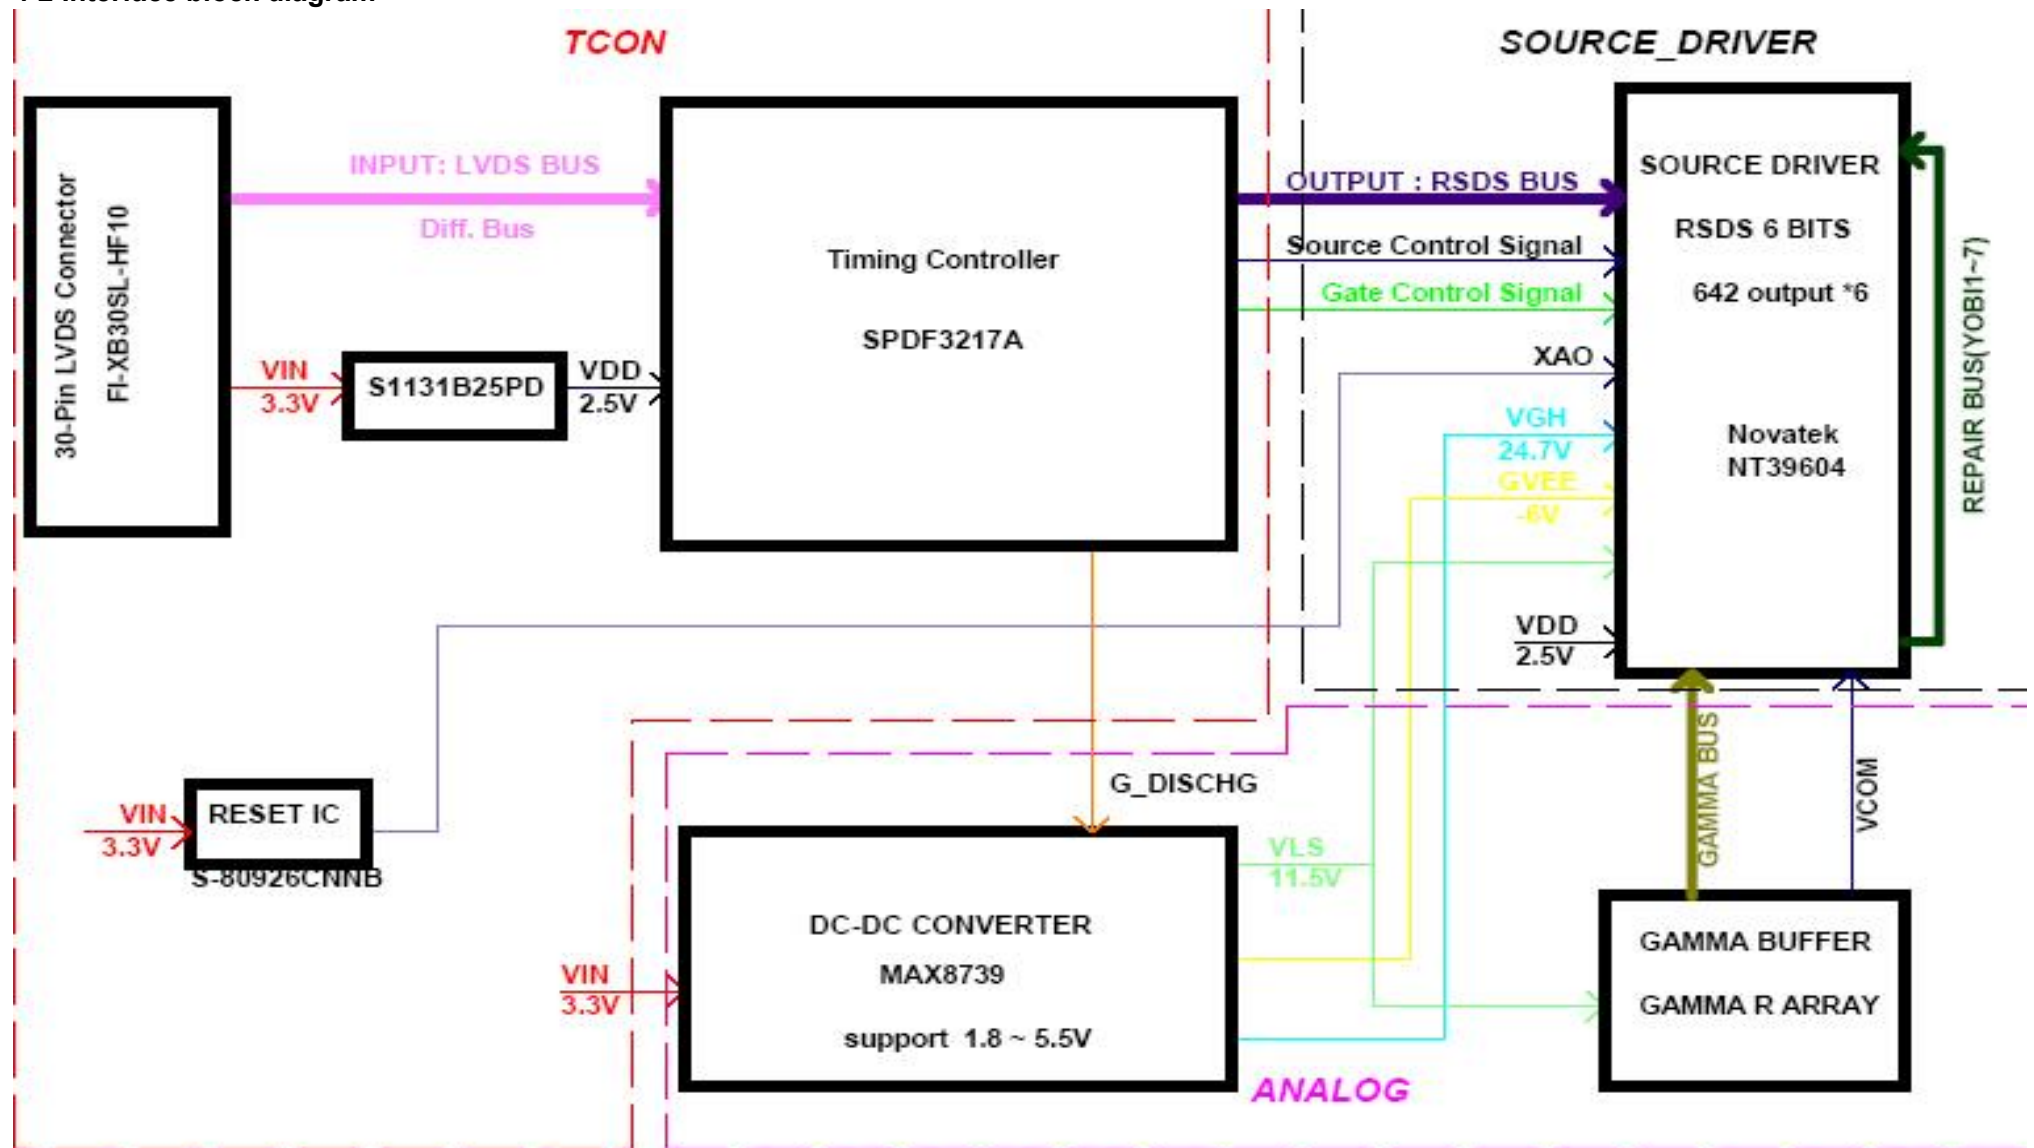 TCON
SOURCE_DRIVER
30-Pin LVDS Connector
FI-XB30SL-HF10
INPUT: LVDS BUS
Diff. Bus
VIN
3.3V
S1131B25PD
VDD
2.5V
Timing Controller
SPDF3217A
OUTPUT : RSDS BUS
Source Control Signal
Gate Control Signal
XAO
VGH
24.7V
GVEE
-6V
VDD
2.5V
SOURCE DRIVER
RSDS 6 BITS
642 output *6
Novatek
NT39604
REPAIR BUS(YOBI1~7)
VIN
3.3V
RESET IC
S-80926CNNB
G_DISCHG
VIN
3.3V
DC-DC CONVERTER
MAX8739
support 1.8 ~ 5.5V
VLS
11.5V
GAMMA BUS
VCOM
GAMMA BUFFER
GAMMA R ARRAY
ANALOG